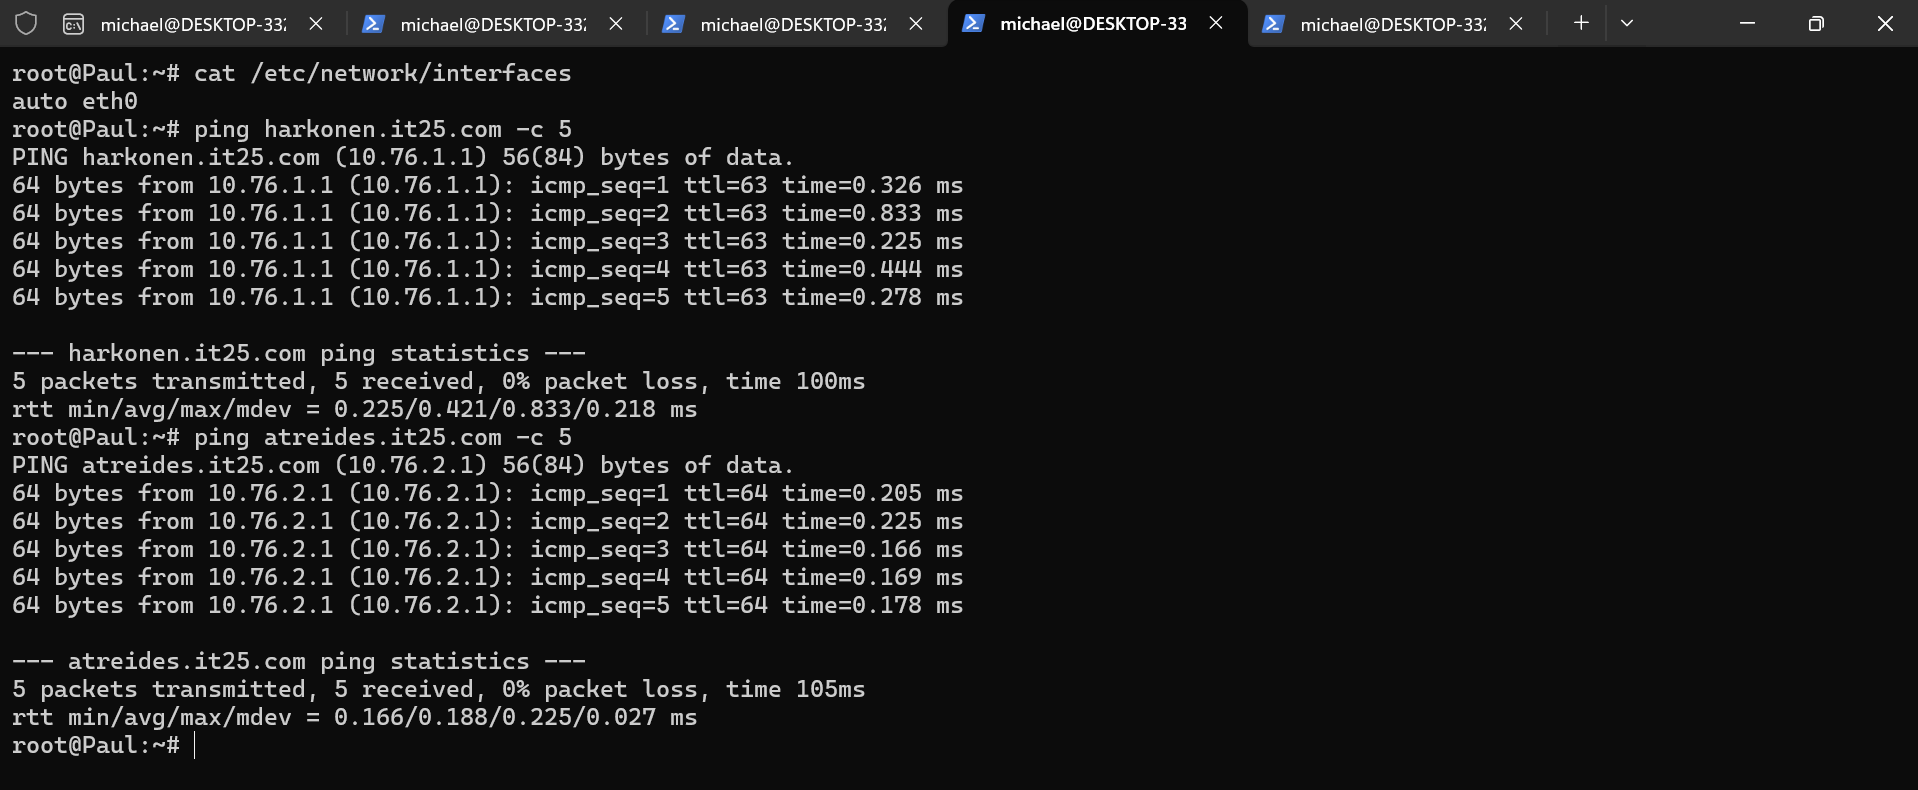 michael@DESKTOP-332 michael@DESKTOP-332 michael@DESKTOP-332 michael@DESKTOP-33 michael@DESKTOP-332
root@Paul:~# cat /etc/network/interfaces
auto eth0
root@Paul:~# ping harkonen.it25.com -c 5
PING harkonen.it25.com (10.76.1.1) 56(84) bytes of data.
64 bytes from 10.76.1.1 (10.76.1.1): icmp_seq=1 ttl=63 time=0.326 ms
64 bytes from 10.76.1.1 (10.76.1.1): icmp_seq=2 ttl=63 time=0.833 ms
64 bytes from 10.76.1.1 (10.76.1.1): icmp_seq=3 ttl=63 time=0.225 ms
64 bytes from 10.76.1.1 (10.76.1.1): icmp_seq=4 ttl=63 time=0.444 ms
64 bytes from 10.76.1.1 (10.76.1.1): icmp_seq=5 ttl=63 time=0.278 ms
--- harkonen.it25.com ping statistics ---
5 packets transmitted, 5 received, 0% packet loss, time 100ms
rtt min/avg/max/mdev = 0.225/0.421/0.833/0.218 ms
root@Paul:~# ping atreides.it25.com -c 5
PING atreides.it25.com (10.76.2.1) 56(84) bytes of data.
64 bytes from 10.76.2.1 (10.76.2.1): icmp_seq=1 ttl=64 time=0.205 ms
64 bytes from 10.76.2.1 (10.76.2.1): icmp_seq=2 ttl=64 time=0.225 ms
64 bytes from 10.76.2.1 (10.76.2.1): icmp_seq=3 ttl=64 time=0.166 ms
64 bytes from 10.76.2.1 (10.76.2.1): icmp_seq=4 ttl=64 time=0.169 ms
64 bytes from 10.76.2.1 (10.76.2.1): icmp_seq=5 ttl=64 time=0.178 ms
--- atreides.it25.com ping statistics ---
5 packets transmitted, 5 received, 0% packet loss, time 105ms
rtt min/avg/max/mdev = 0.166/0.188/0.225/0.027 ms
root@Paul:~#